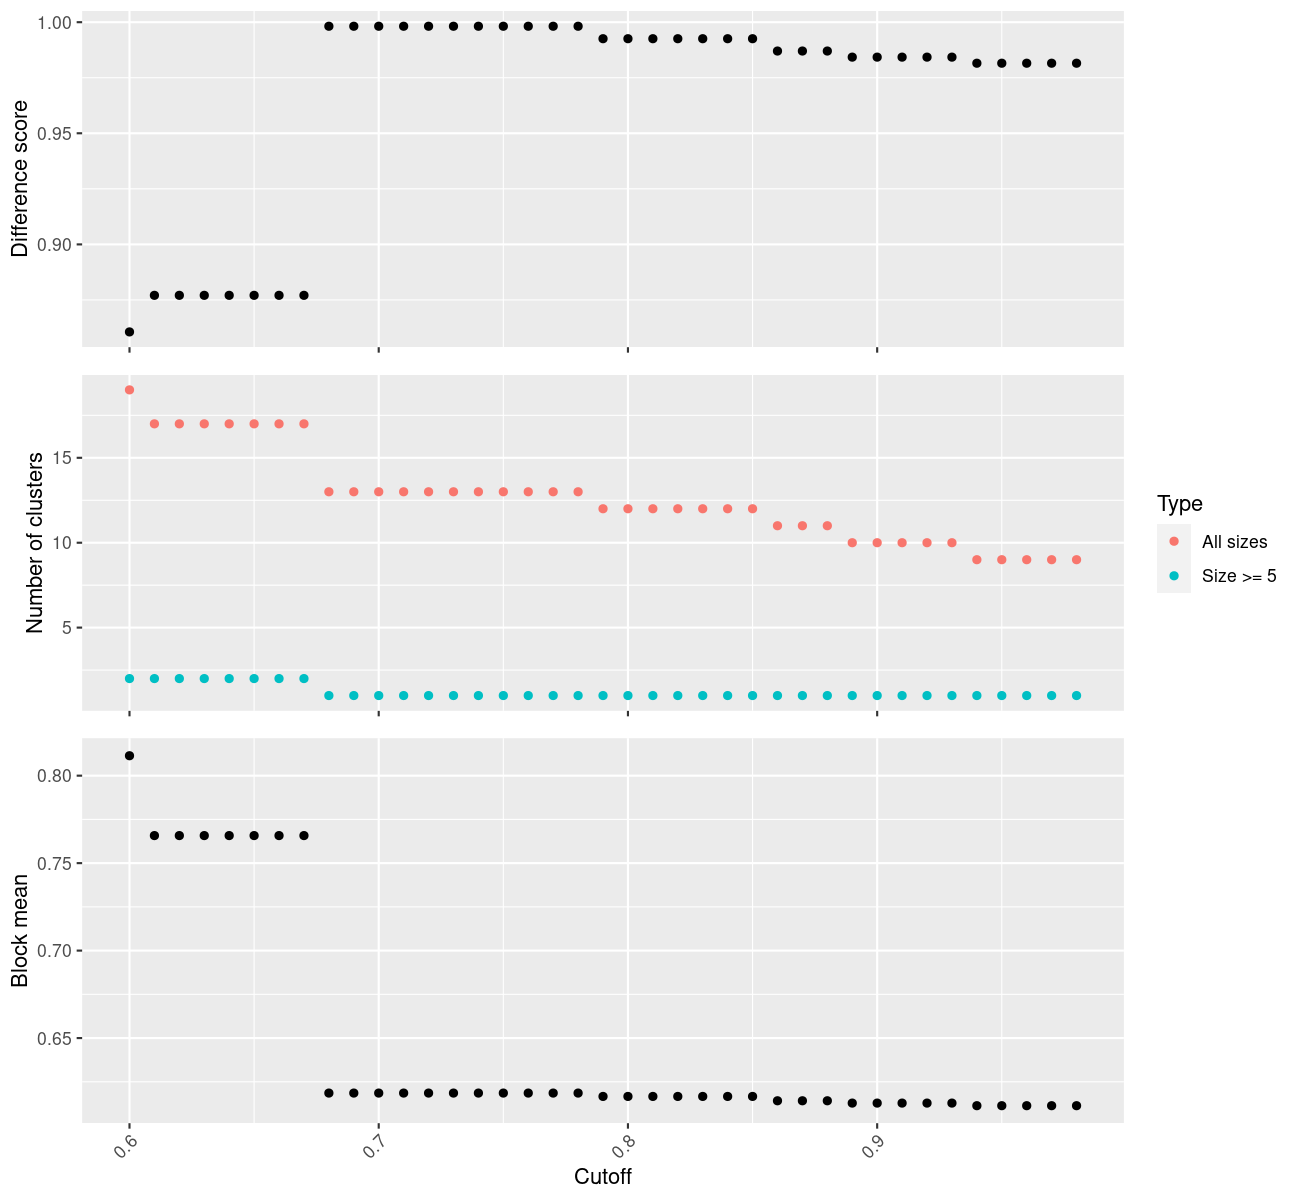 Difference score
1.00
0.95
0.90
Number of clusters
15
10
5
Type
All sizes
Size >= 5
Block mean
0.80
0.75
0.70
0.65
0.6
0.7
0.8
0.9
Cutoff